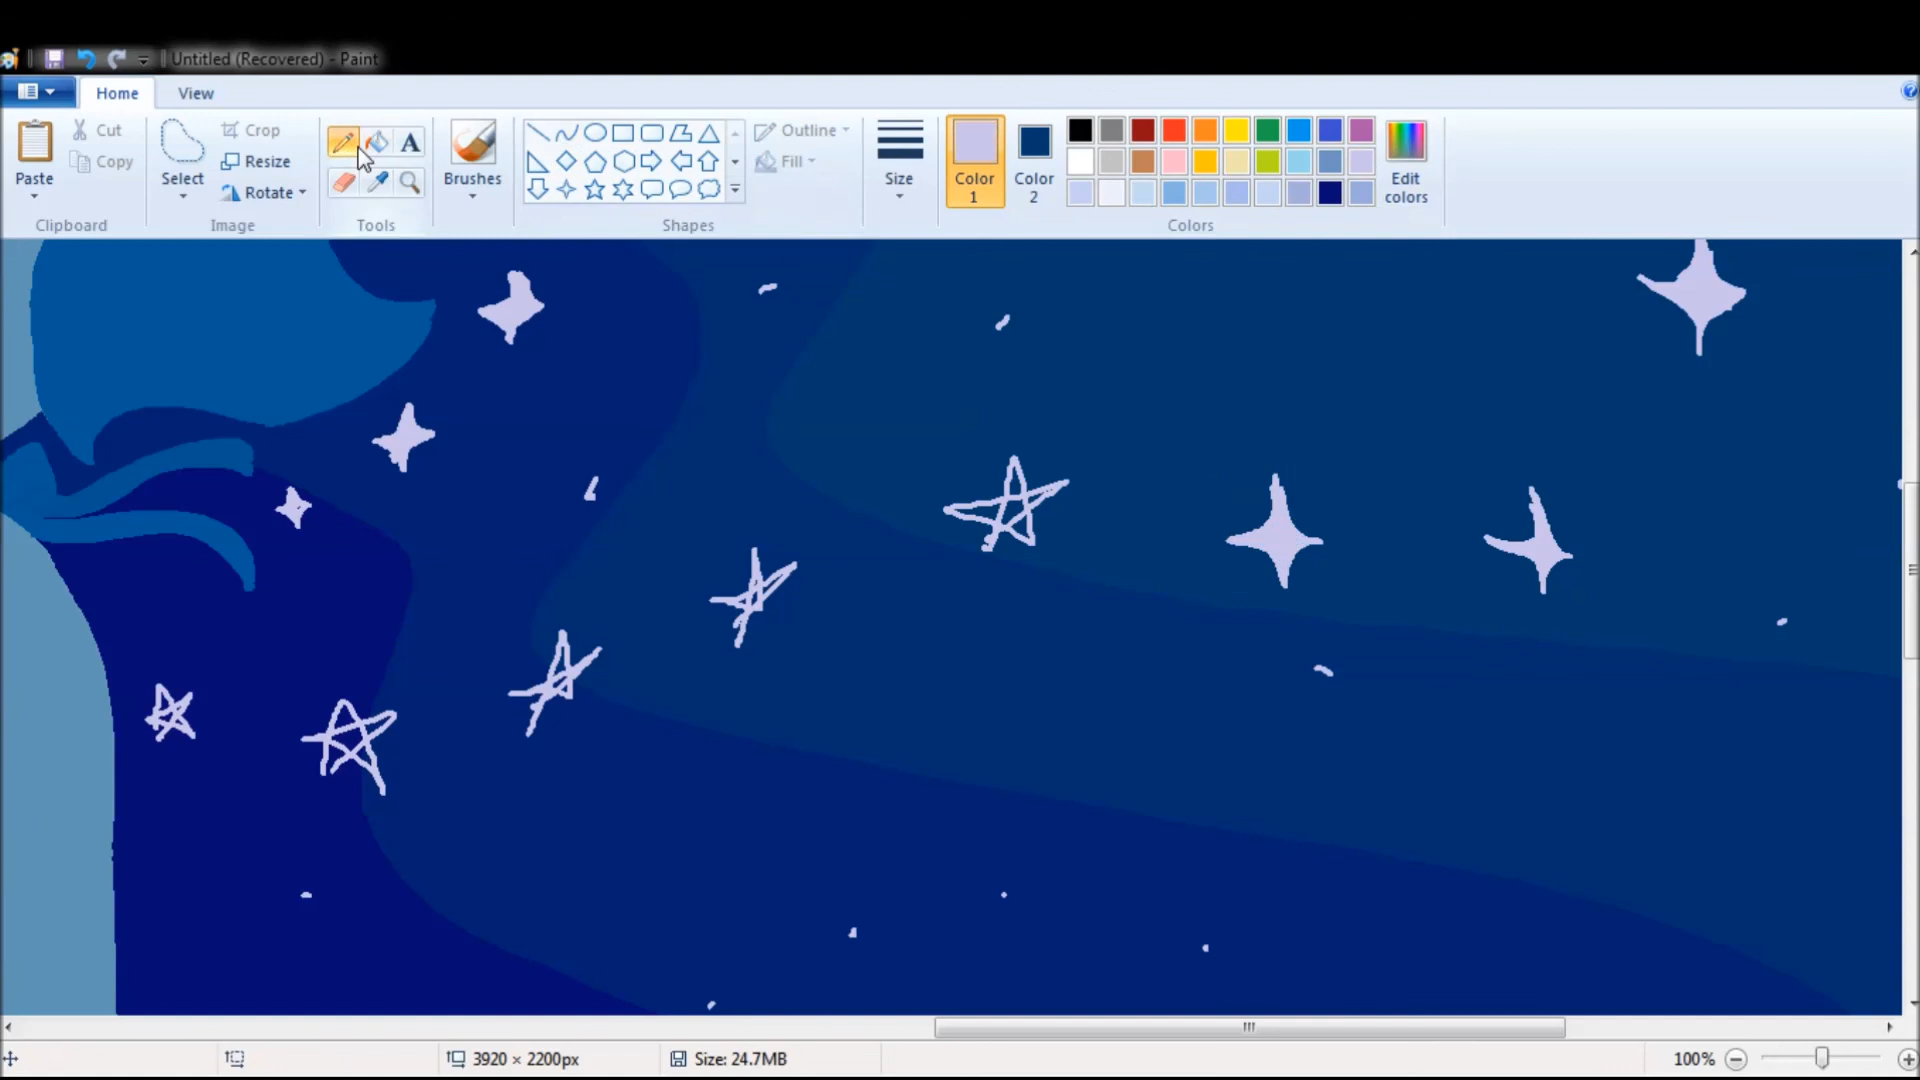 Untitled (Recovered) - Paint
Home View
Cut Crop A Outline
Copy Resize Fill
Paste Select Rotate Brushes Size Color 1 Color 2 Edit colors
Clipboard Image Tools Shapes Colors
3920 × 2200px Size: 24.7MB 100%